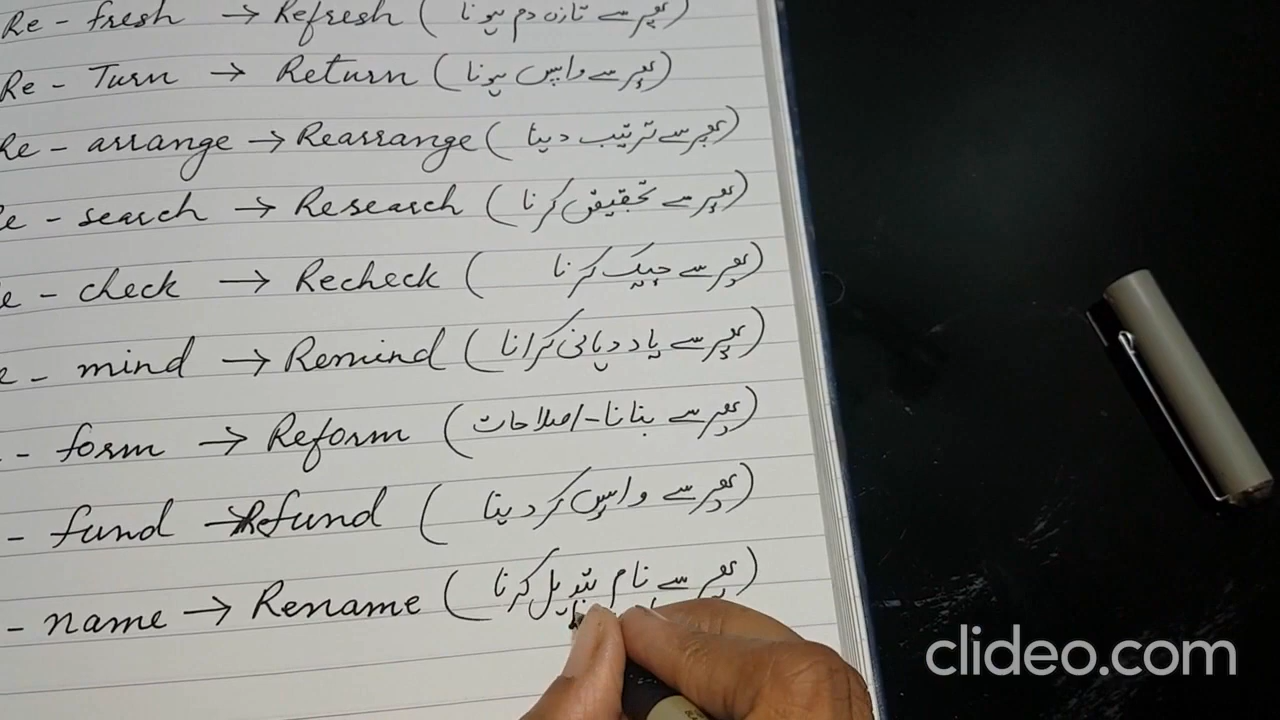 Re - fresh → Refresh (پھر سے تازہ دم ہونا)
Re - Turn → Return (پھر سے واپس ہونا)
Re - arrange → Rearrange (پھر سے ترتیب دینا)
Re - search → Research (پھر سے تحقیق کرنا)
e - check → Recheck (پھر سے چیک کرنا)
e - mind → Remind (پھر سے یاد دہانی کرانا)
- form → Reform (پھر سے بنانا - اصلاحات)
- fund → Refund (پھر سے واپس کر دینا)
- name → Rename (پھر سے نام تبدیل کرنا)
clideo.com